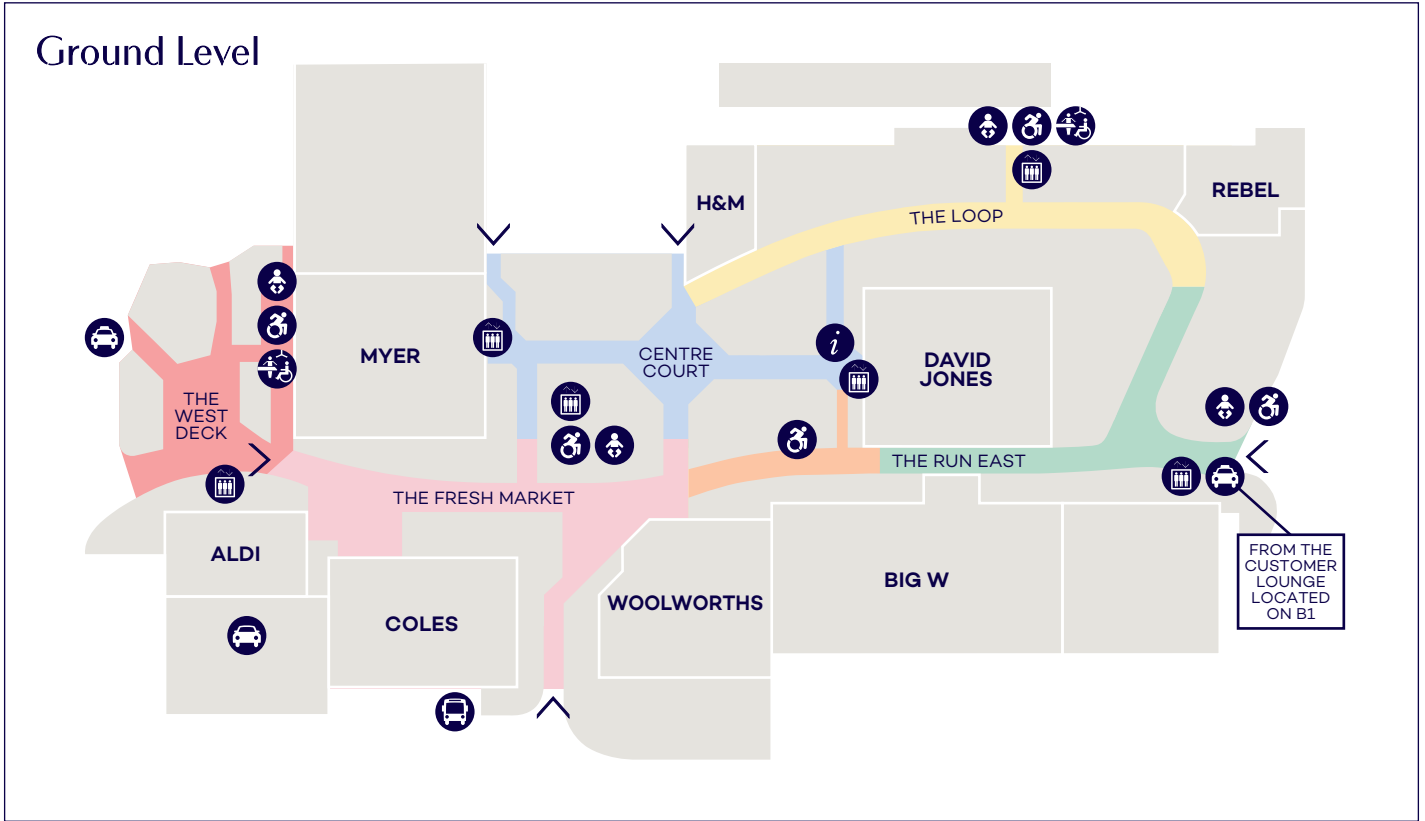 Ground Level
H&M
REBEL
THE LOOP
MYER
CENTRE
COURT
i
DAVID
JONES
THE
WEST
DECK
THE RUN EAST
THE FRESH MARKET
ALDI
COLES
WOOLWORTHS
BIG W
FROM THE
CUSTOMER
LOUNGE
LOCATED
ON B1